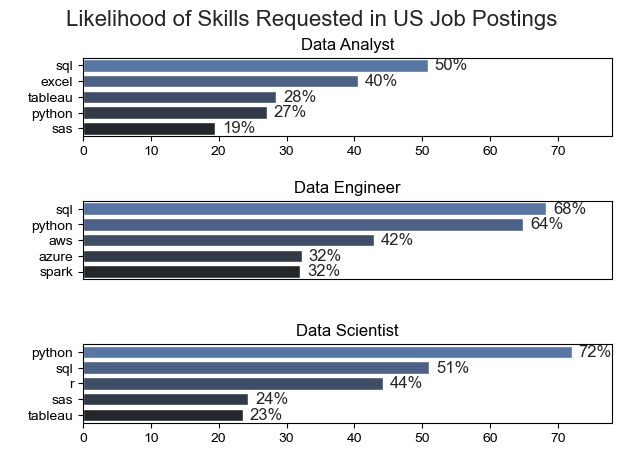 Likelihood of Skills Requested in US Job Postings
Data Analyst
sql 50%
excel 40%
tableau 28%
python 27%
sas 19%
0 10 20 30 40 50 60 70
Data Engineer
sql 68%
python 64%
aws 42%
azure 32%
spark 32%
Data Scientist
python 72%
sql 51%
r 44%
sas 24%
tableau 23%
0 10 20 30 40 50 60 70